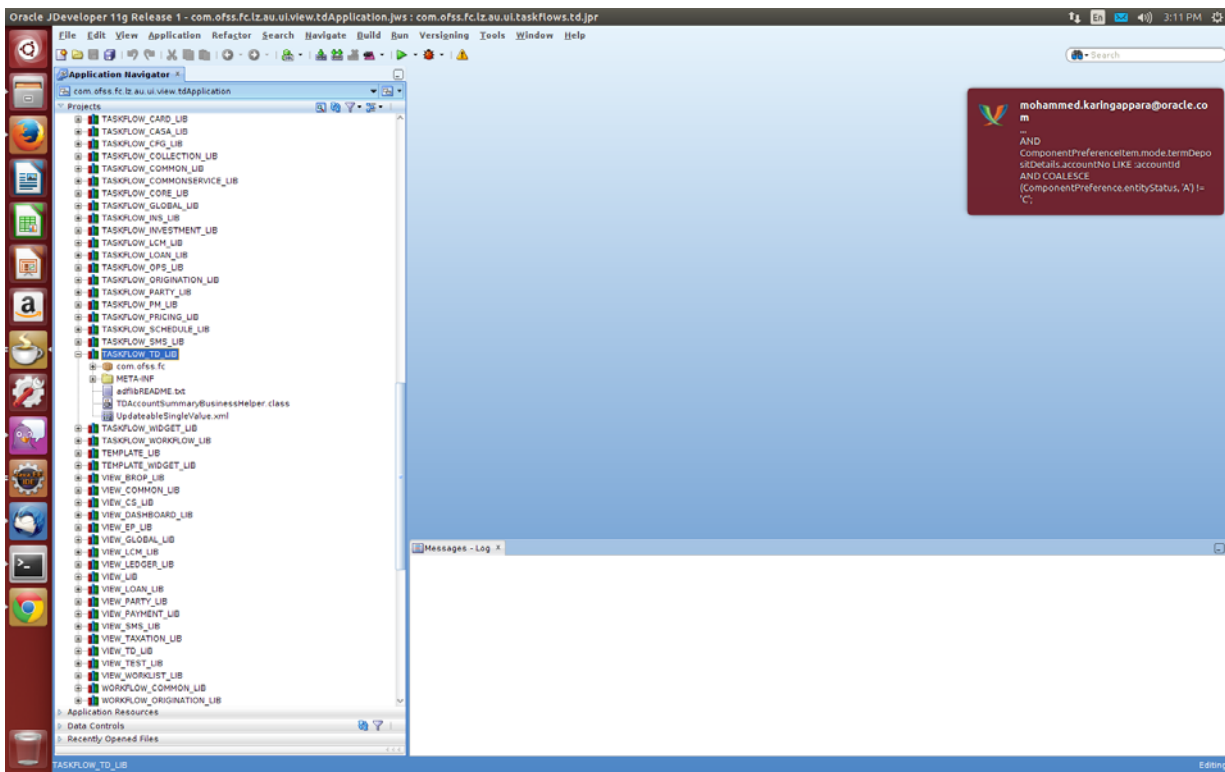 Oracle JDeveloper 11g Release 1 - com.ofss.fc.lz.au.ui.view.tdApplication.jws : com.ofss.fc.lz.au.ui.taskflows.td.jpr
En
3:11 PM
File Edit View Application Refactor Search Navigate Build Run Versioning Tools Window Help
Search
Application Navigator
com.ofss.fc.lz.au.ui.view.tdApplication
Projects
TASKFLOW_CARD_LIB
TASKFLOW_CASA_LIB
TASKFLOW_CFG_LIB
TASKFLOW_COLLECTION_LIB
TASKFLOW_COMMON_LIB
TASKFLOW_COMMONSERVICE_LIB
TASKFLOW_CORE_LIB
TASKFLOW_GLOBAL_LIB
TASKFLOW_INS_LIB
TASKFLOW_INVESTMENT_LIB
TASKFLOW_LCM_LIB
TASKFLOW_LOAN_LIB
TASKFLOW_OPS_LIB
TASKFLOW_ORIGINATION_LIB
TASKFLOW_PARTY_LIB
TASKFLOW_PM_LIB
TASKFLOW_PRICING_LIB
TASKFLOW_SCHEDULE_LIB
TASKFLOW_SMS_LIB
TASKFLOW_TD_LIB
com.ofss.fc
META-INF
adflibREADME.txt
TDAccountSummaryBusinessHelper.class
UpdateableSingleValue.xml
TASKFLOW_WIDGET_LIB
TASKFLOW_WORKFLOW_LIB
TEMPLATE_LIB
TEMPLATE_WIDGET_LIB
VIEW_BROP_LIB
VIEW_COMMON_LIB
VIEW_CS_LIB
VIEW_DASHBOARD_LIB
VIEW_EP_LIB
VIEW_GLOBAL_LIB
VIEW_LCM_LIB
VIEW_LEDGER_LIB
VIEW_LIB
VIEW_LOAN_LIB
VIEW_PARTY_LIB
VIEW_PAYMENT_LIB
VIEW_SMS_LIB
VIEW_TAXATION_LIB
VIEW_TD_LIB
VIEW_TEST_LIB
VIEW_WORKLIST_LIB
WORKFLOW_COMMON_LIB
WORKFLOW_ORIGINATION_LIB
Application Resources
Data Controls
Recently Opened Files
mohammed.karingappara@oracle.co
m
...
AND
ComponentPreferenceItem.mode.termDepo
sitDetails.accountNo LIKE :accountId
AND COALESCE
(ComponentPreference.entityStatus, 'A') !=
'C';
Messages - Log
TASKFLOW_TD_LIB
Editing